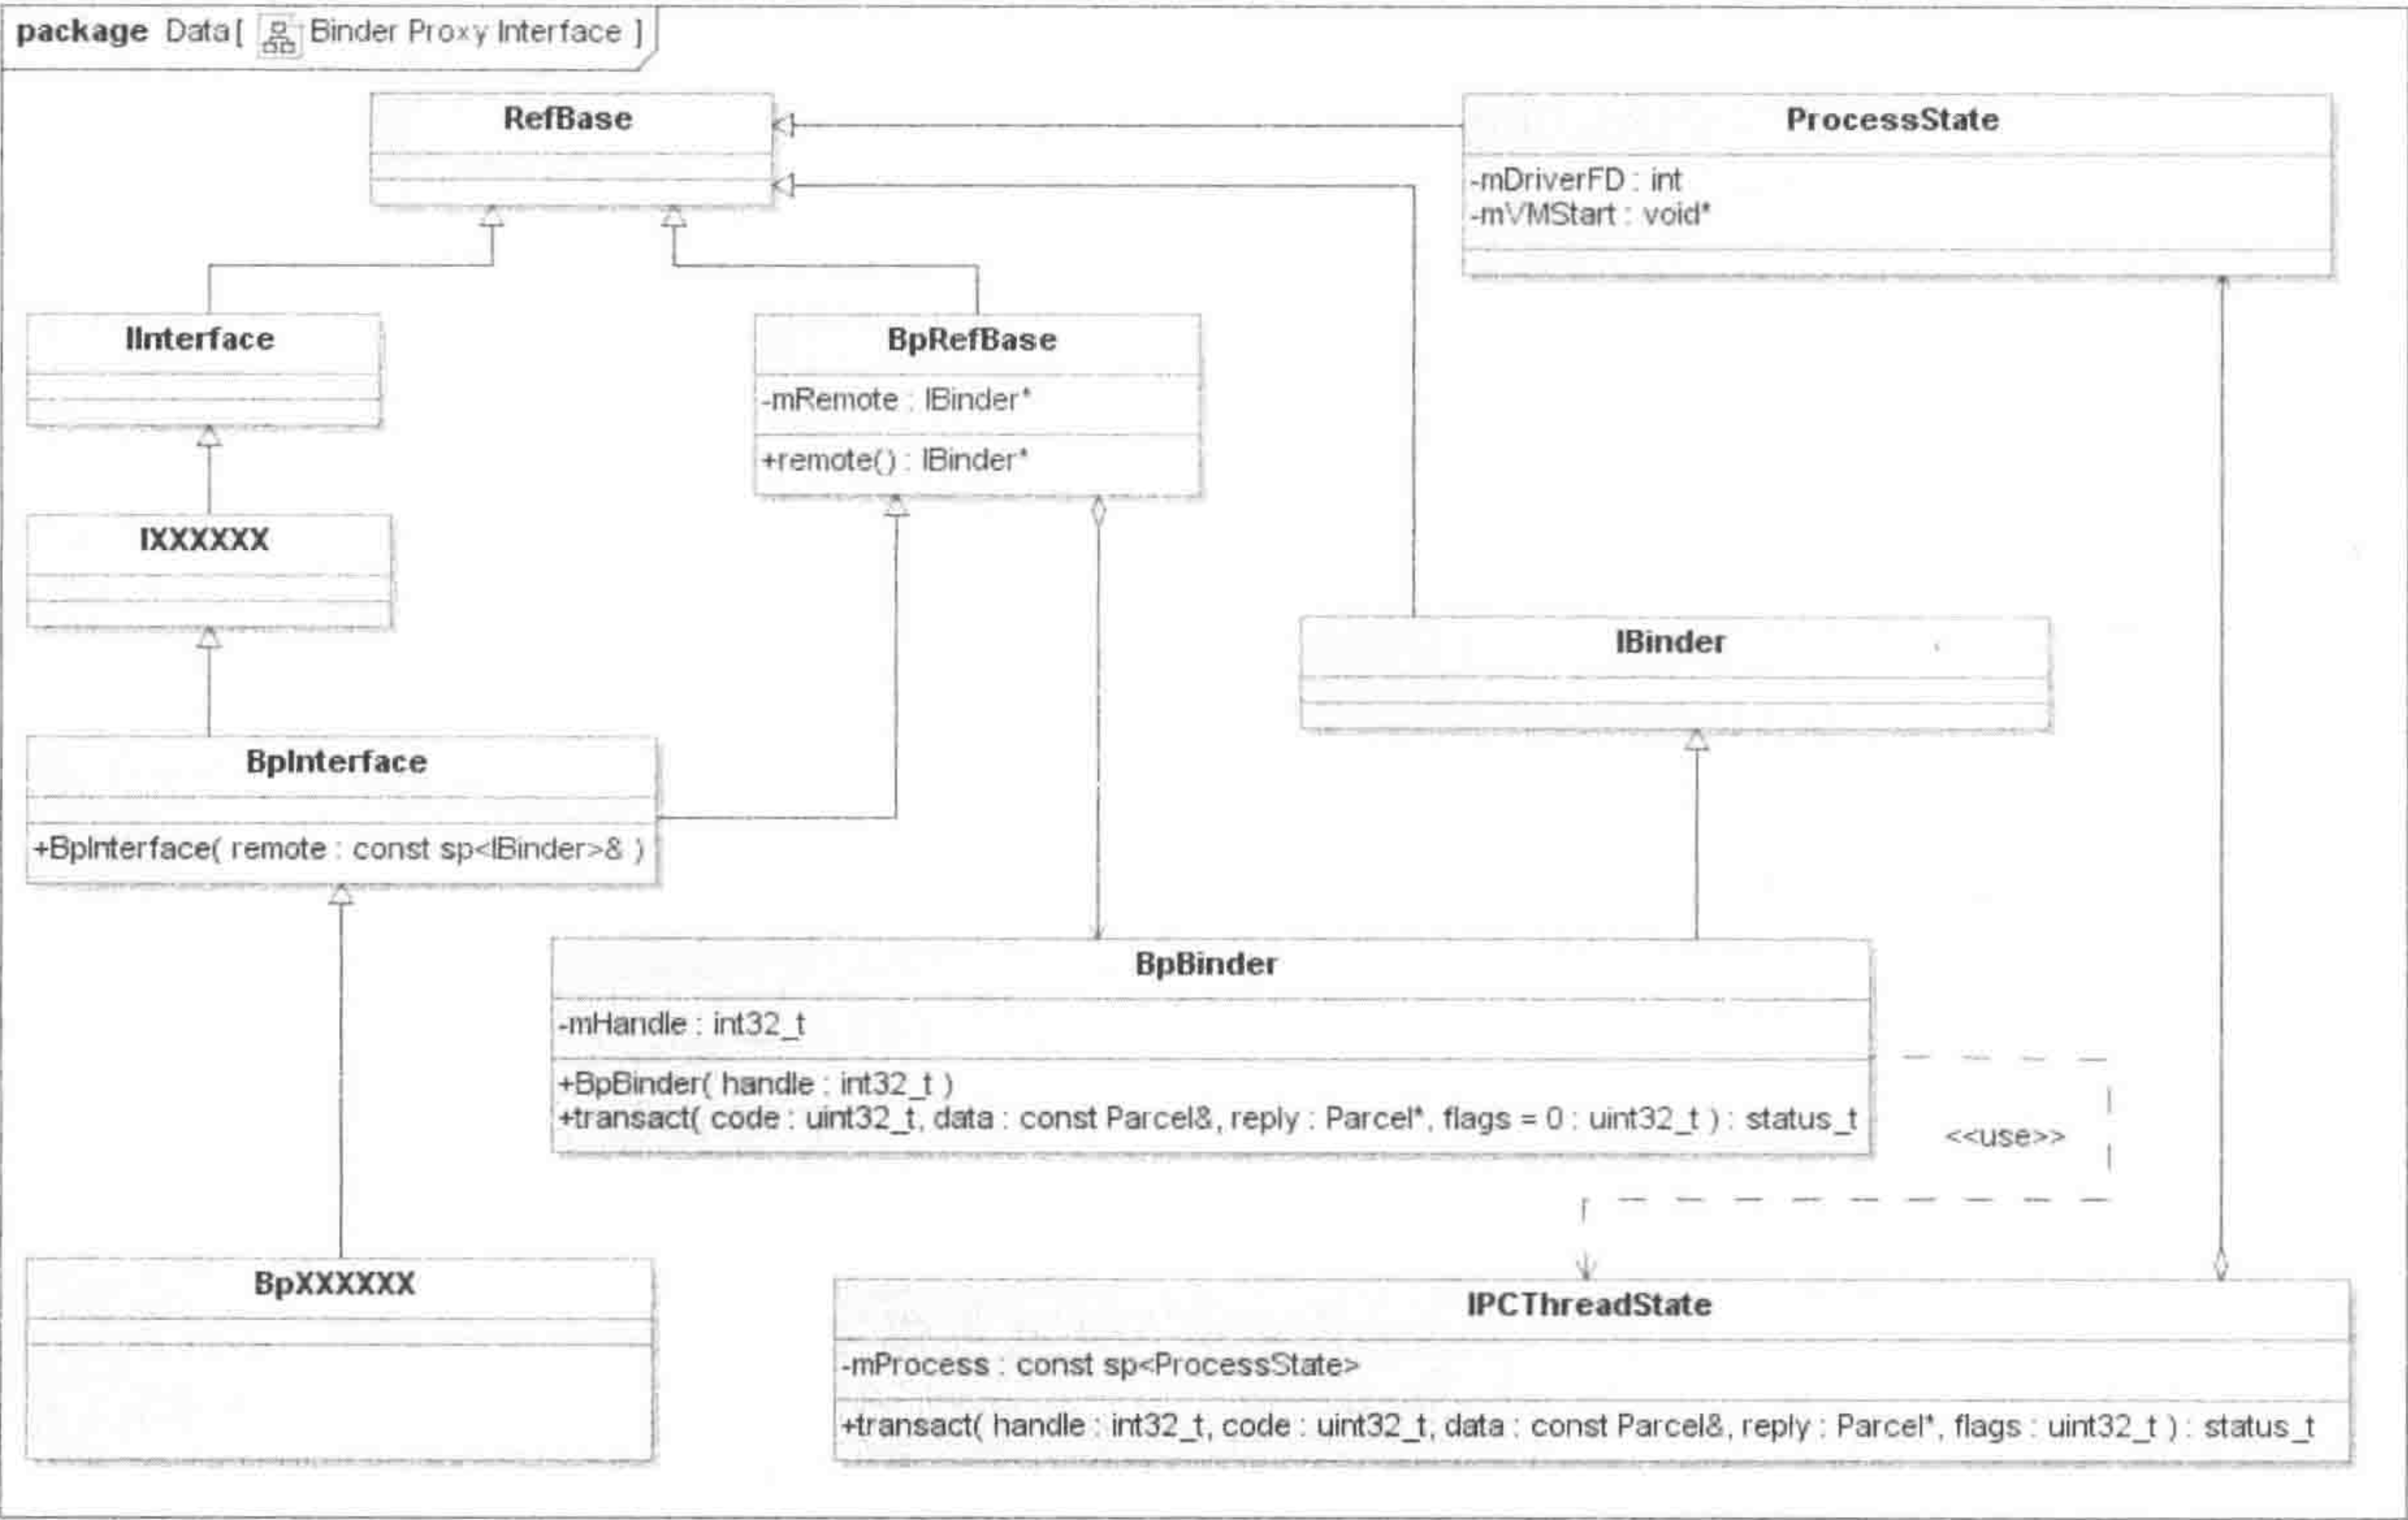 package Data[ Binder Proxy Interface ]
RefBase
ProcessState
-mDriverFD : int
-mVMStart : void*
IInterface
BpRefBase
-mRemote : IBinder*
+remote() : IBinder*
IXXXXXX
IBinder
BpInterface
+BpInterface( remote : const sp<IBinder>& )
BpBinder
-mHandle : int32_t
+BpBinder( handle : int32_t )
+transact( code : uint32_t, data : const Parcel&, reply : Parcel*, flags = 0 : uint32_t ) : status_t
<<use>>
BpXXXXXX
IPCThreadState
-mProcess : const sp<ProcessState>
+transact( handle : int32_t, code : uint32_t, data : const Parcel&, reply : Parcel*, flags : uint32_t ) : status_t